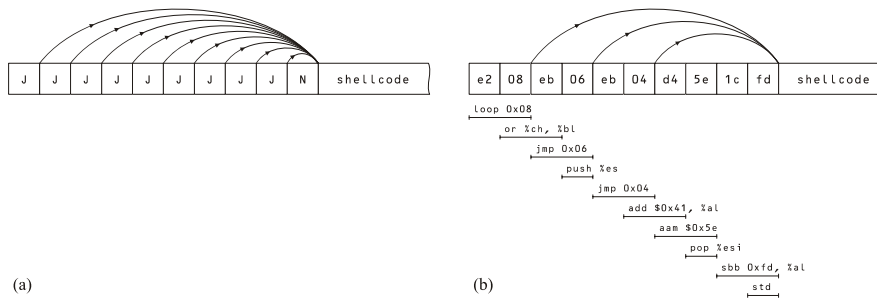 J J J J J J J J J N shellcode
e2 08 eb 06 eb 04 d4 5e 1c fd shellcode
loop 0x08
or %ch, %bl
jmp 0x06
push %es
jmp 0x04
add $0x41, %al
aam $0x5e
pop %esi
sbb 0xfd, %al
std
(a)
(b)